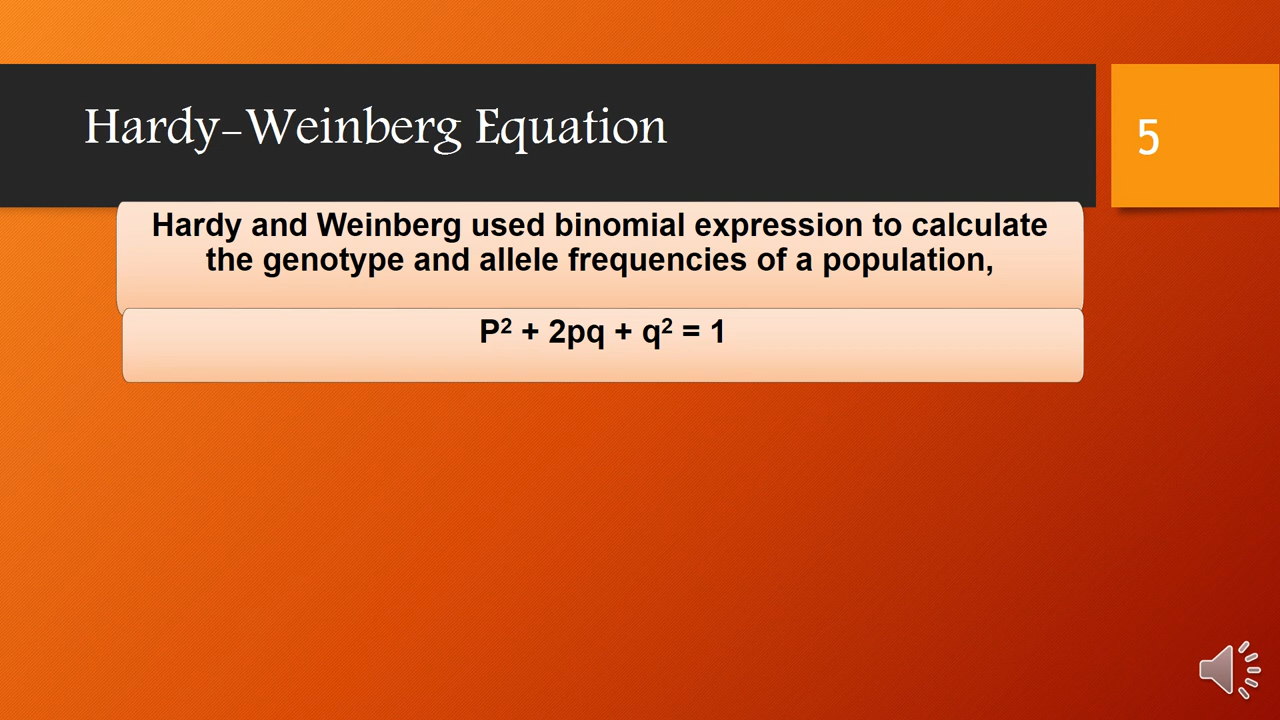 Hardy-Weinberg Equation
5
Hardy and Weinberg used binomial expression to calculate
the genotype and allele frequencies of a population,
P² + 2pq + q² = 1